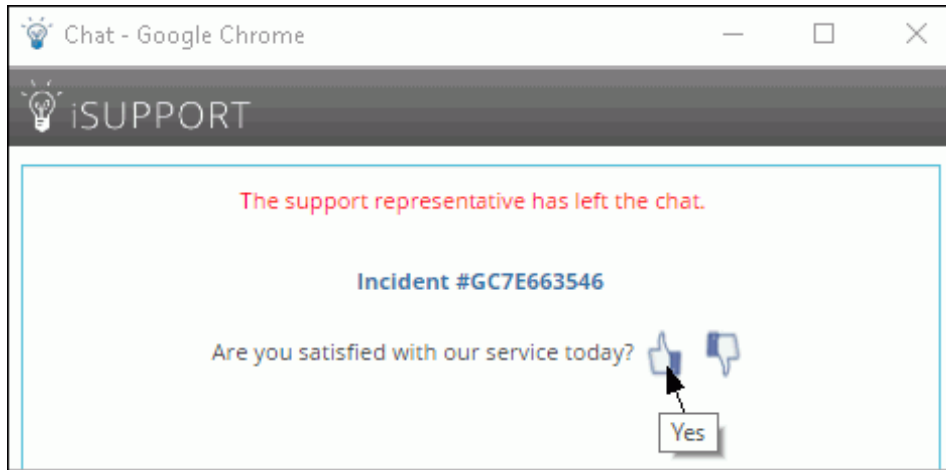 Chat - Google Chrome
iSUPPORT
The support representative has left the chat.
Incident #GC7E663546
Are you satisfied with our service today?
Yes